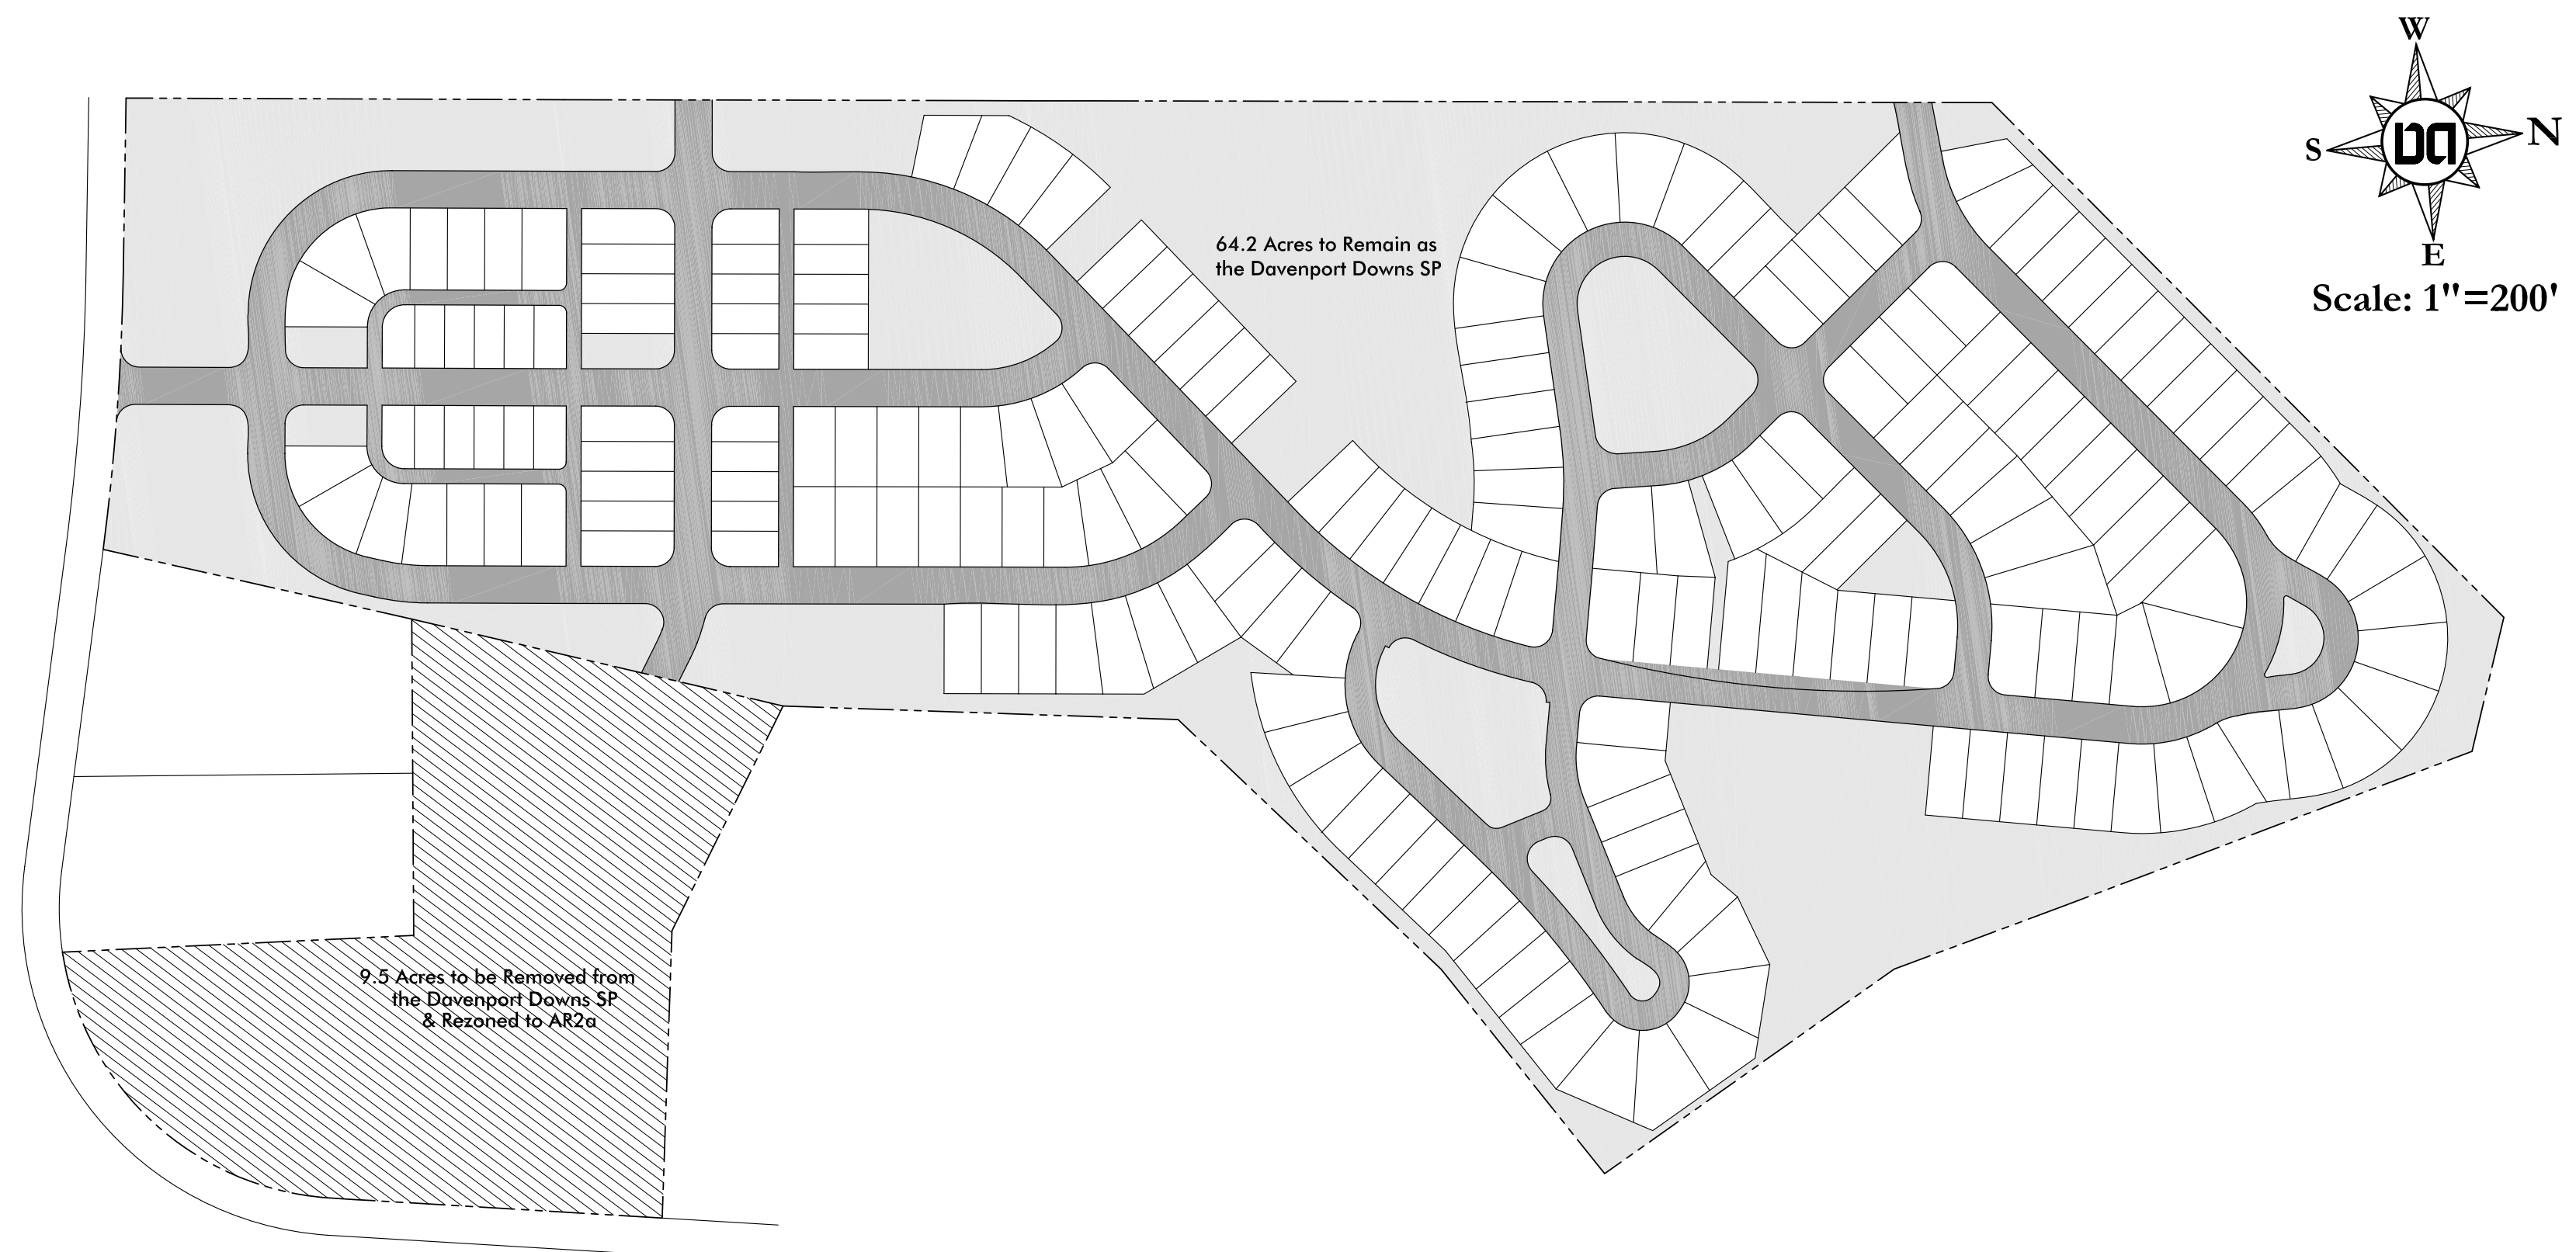 W
S
N
E
Scale: 1"=200'
64.2 Acres to Remain as
the Davenport Downs SP
9.5 Acres to be Removed from
the Davenport Downs SP
& Rezoned to AR2a